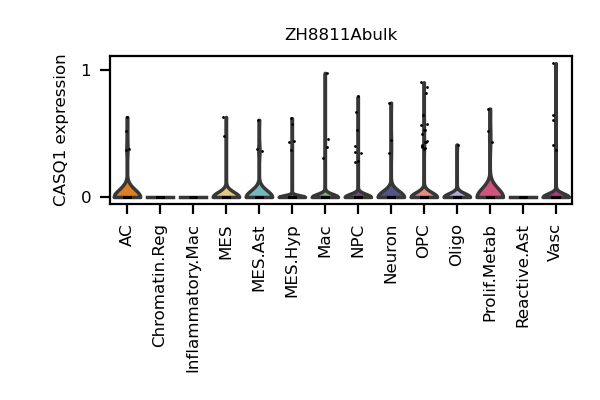 ZH8811Abulk
CASQ1 expression
1
0
AC
Chromatin.Reg
Inflammatory.Mac
MES
MES.Ast
MES.Hyp
Mac
NPC
Neuron
OPC
Oligo
Prolif.Metab
Reactive.Ast
Vasc